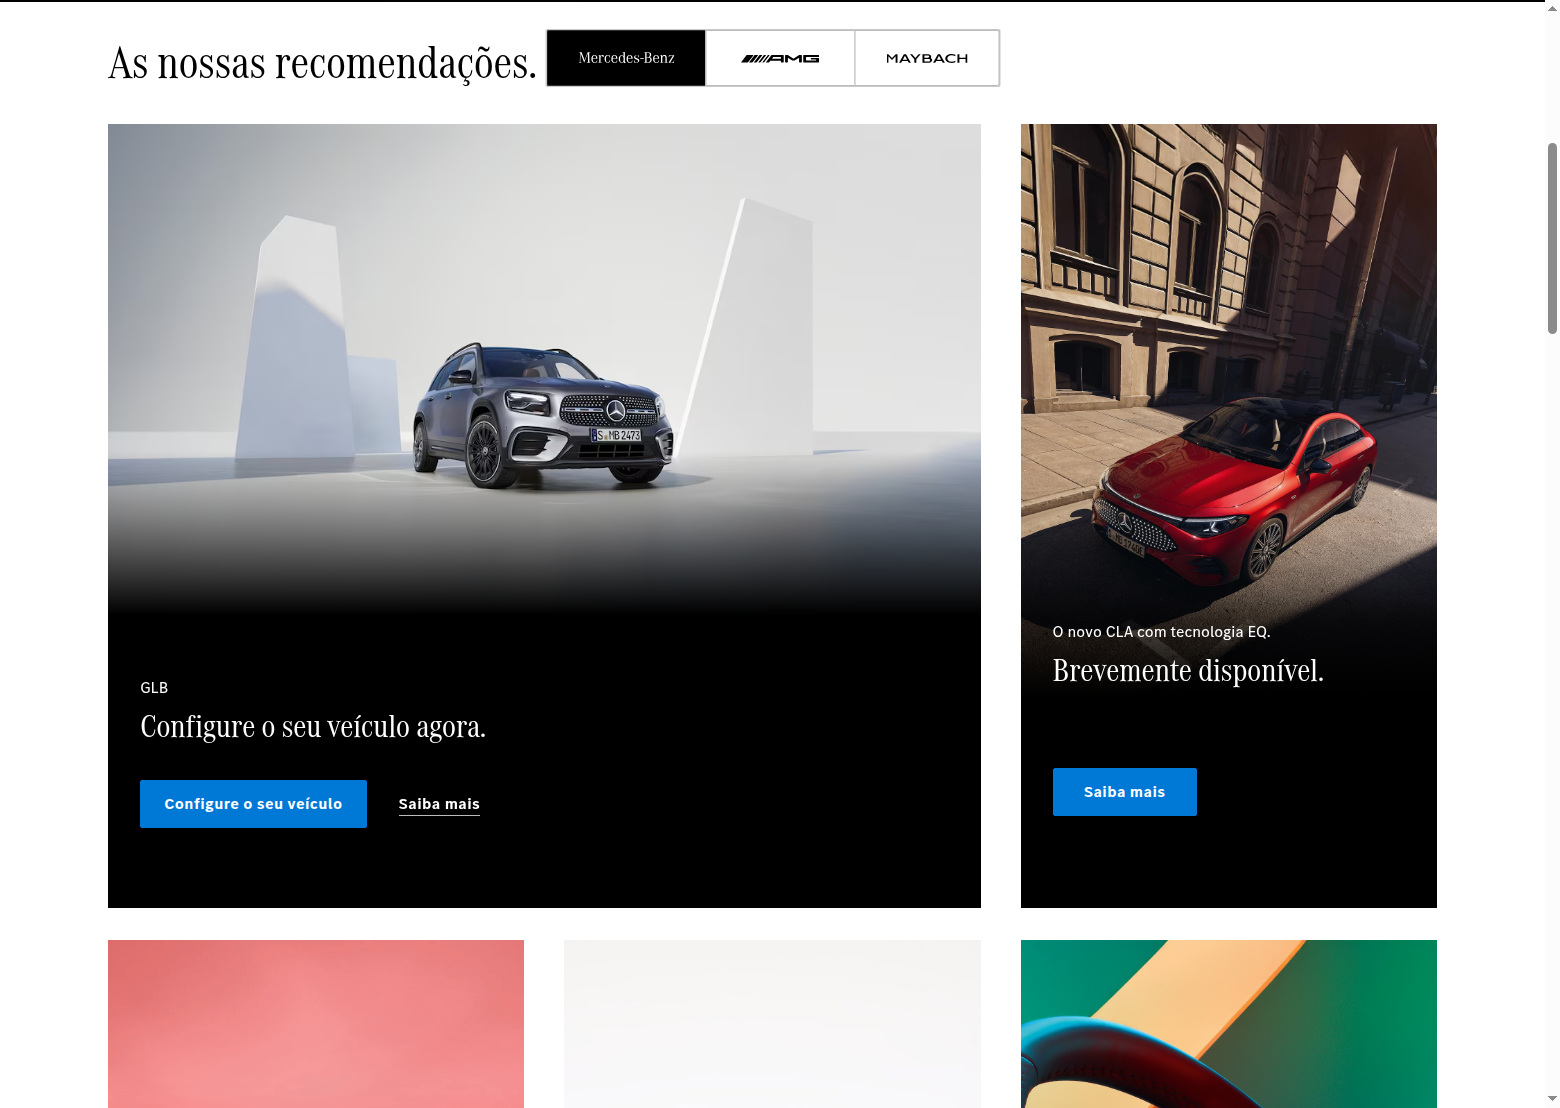 As nossas recomendações.
Mercedes-Benz
AMG
MAYBACH
S MB 2473
GLB
Configure o seu veículo agora.
Configure o seu veículo
Saiba mais
O novo CLA com tecnologia EQ.
Brevemente disponível.
Saiba mais